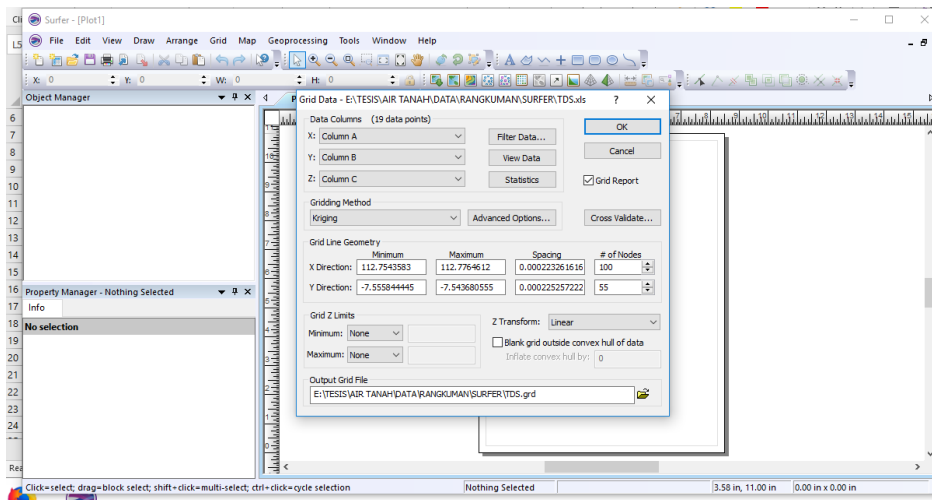 Surfer - [Plot1]
File Edit View Draw Arrange Grid Map Geoprocessing Tools Window Help
X: 0 Y: 0 W: 0 H: 0
Object Manager
Grid Data - E:\TESIS\AIR TANAH\DATA\RANGKUMAN\SURFER\TDS.xls ? X
Data Columns (19 data points)
X: Column A Filter Data... OK
Y: Column B View Data Cancel
Z: Column C Statistics Grid Report
Gridding Method
Kriging Advanced Options... Cross Validate...
Grid Line Geometry
Minimum Maximum Spacing # of Nodes
X Direction: 112.7543583 112.7764612 0.000223261616 100
Y Direction: -7.555844445 -7.543680555 0.000225257222 55
Grid Z Limits
Minimum: None
Maximum: None
Z Transform: Linear
Blank grid outside convex hull of data
Inflate convex hull by: 0
Output Grid File
E:\TESIS\AIR TANAH\DATA\RANGKUMAN\SURFER\TDS.grd
Property Manager - Nothing Selected
Info
No selection
6
7
8
9
10
11
12
13
14
15
16
17
18
19
20
21
22
23
24
Click=select; drag=block select; shift+click=multi-select; ctrl+click=cycle selection Nothing Selected 3.58 in, 11.00 in 0.00 in x 0.00 in